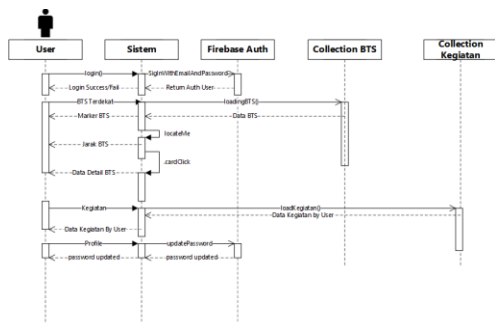 User
Sistem
Firebase Auth
Collection BTS
Collection
Kegiatan
login()
SigInWithEmailAndPassword()
Login Success/Fail
Return Auth User
BTS Terdekat
loadingBTS()
Marker BTS
Data BTS
locateMe
Jarak BTS
.cardClick
Data Detail BTS
Kegiatan
loadKegiatan()
Data Kegiatan By User
Data Kegiatan By User
Profile
updatePassword
password updated
password updated